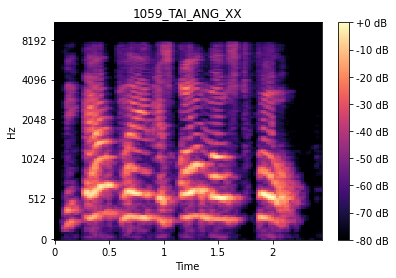 1059_TAI_ANG_XX
+0 dB
8192
-10 dB
4096
-20 dB
-30 dB
2048
Hz
-40 dB
1024
-50 dB
512
-60 dB
-70 dB
0
-80 dB
0
0.5
1
1.5
2
Time